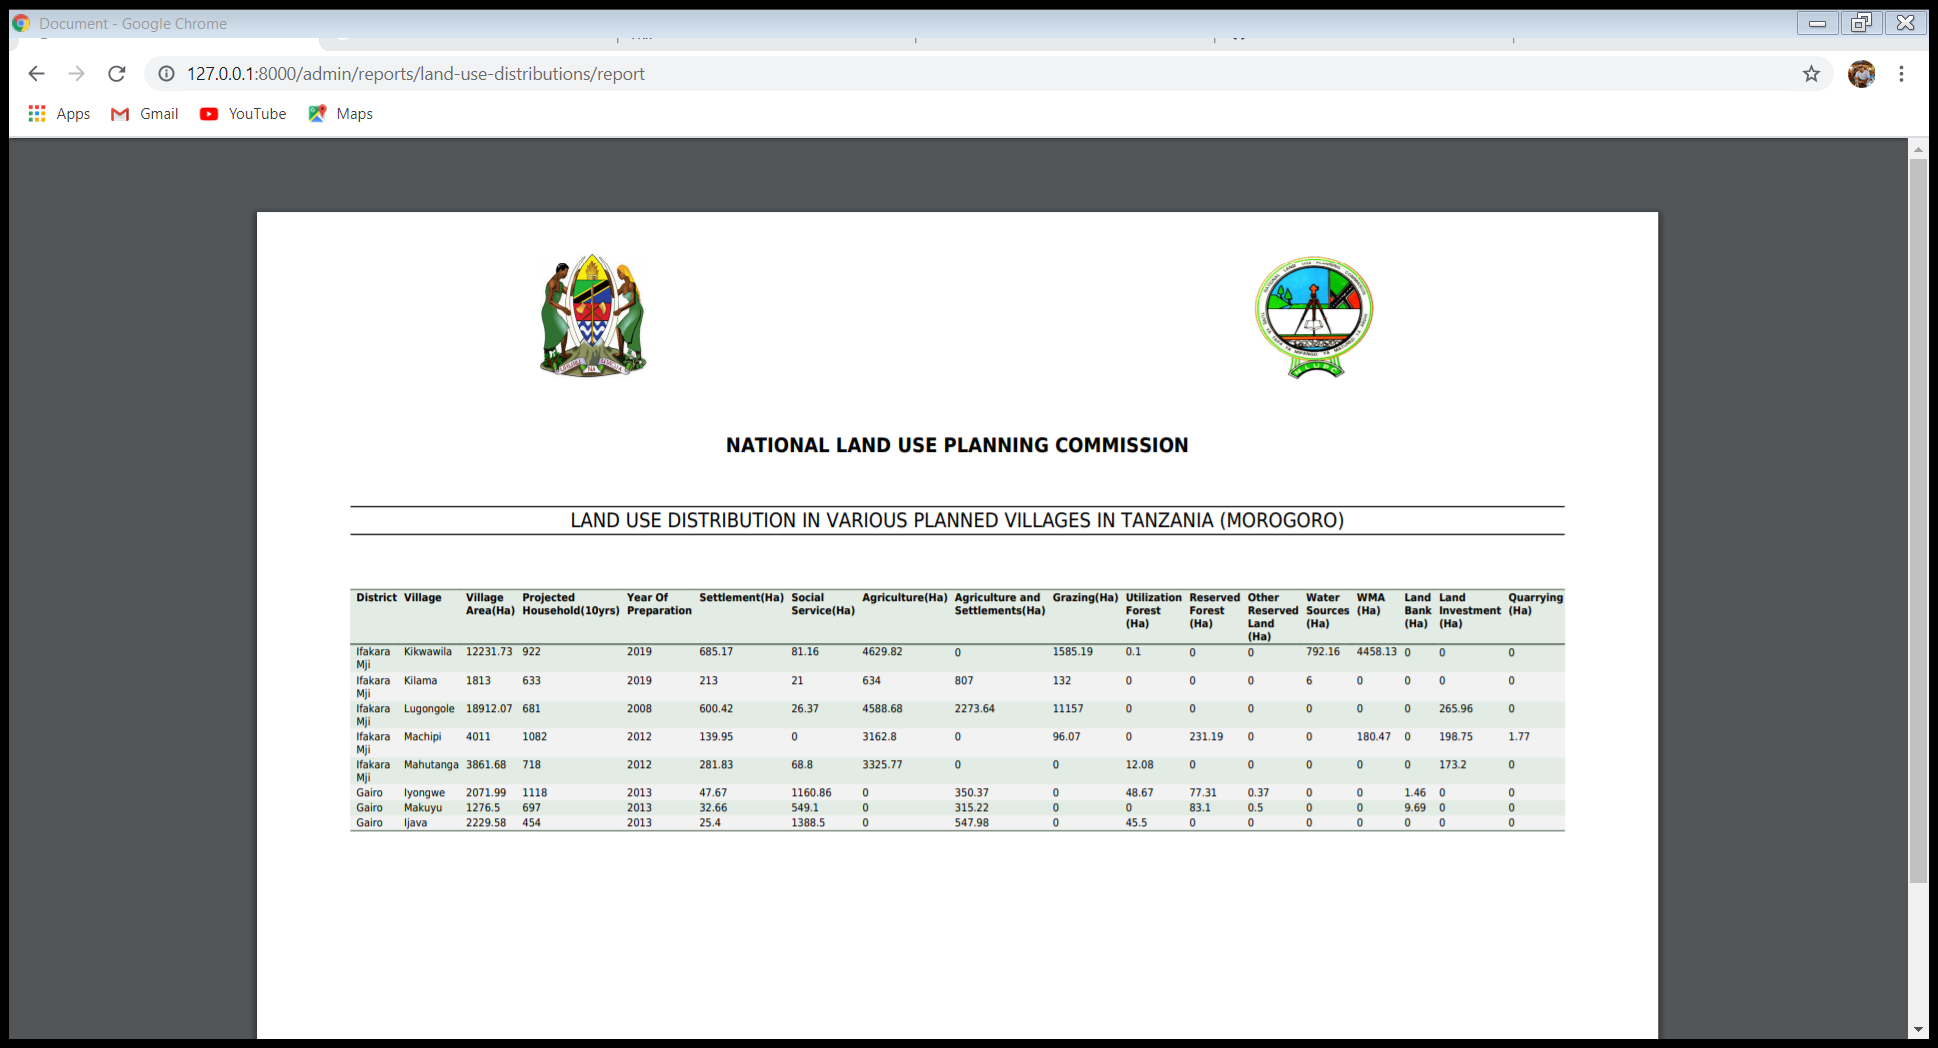 Document - Google Chrome
127.0.0.1:8000/admin/reports/land-use-distributions/report
Apps Gmail YouTube Maps
NATIONAL LAND USE PLANNING COMMISSION
NLUPC
NATIONAL LAND USE PLANNING COMMISSION
LAND USE DISTRIBUTION IN VARIOUS PLANNED VILLAGES IN TANZANIA (MOROGORO)
District Village Village Area(Ha) Projected Household(10yrs) Year Of Preparation Settlement(Ha) Social Service(Ha) Agriculture(Ha) Agriculture and Settlements(Ha) Grazing(Ha) Utilization Forest (Ha) Reserved Forest (Ha) Other Reserved Land (Ha) Water Sources (Ha) WMA (Ha) Land Bank (Ha) Land Investment (Ha) Quarrying (Ha)
Ifakara Mji Kikwawila 12231.73 922 2019 685.17 81.16 4629.82 0 1585.19 0.1 0 0 792.16 4458.13 0 0 0
Ifakara Mji Kilama 1813 633 2019 213 21 634 807 132 0 0 0 6 0 0 0 0
Ifakara Mji Lugongole 18912.07 681 2008 600.42 26.37 4588.68 2273.64 11157 0 0 0 0 0 0 265.96 0
Ifakara Mji Machipi 4011 1082 2012 139.95 0 3162.8 0 96.07 0 231.19 0 0 180.47 0 198.75 1.77
Ifakara Mji Mahutanga 3861.68 718 2012 281.83 68.8 3325.77 0 0 12.08 0 0 0 0 0 173.2 0
Gairo Iyongwe 2071.99 1118 2013 47.67 1160.86 0 350.37 0 48.67 77.31 0.37 0 0 1.46 0 0
Gairo Makuyu 1276.5 697 2013 32.66 549.1 0 315.22 0 0 83.1 0.5 0 0 9.69 0 0
Gairo Ijava 2229.58 454 2013 25.4 1388.5 0 547.98 0 45.5 0 0 0 0 0 0 0